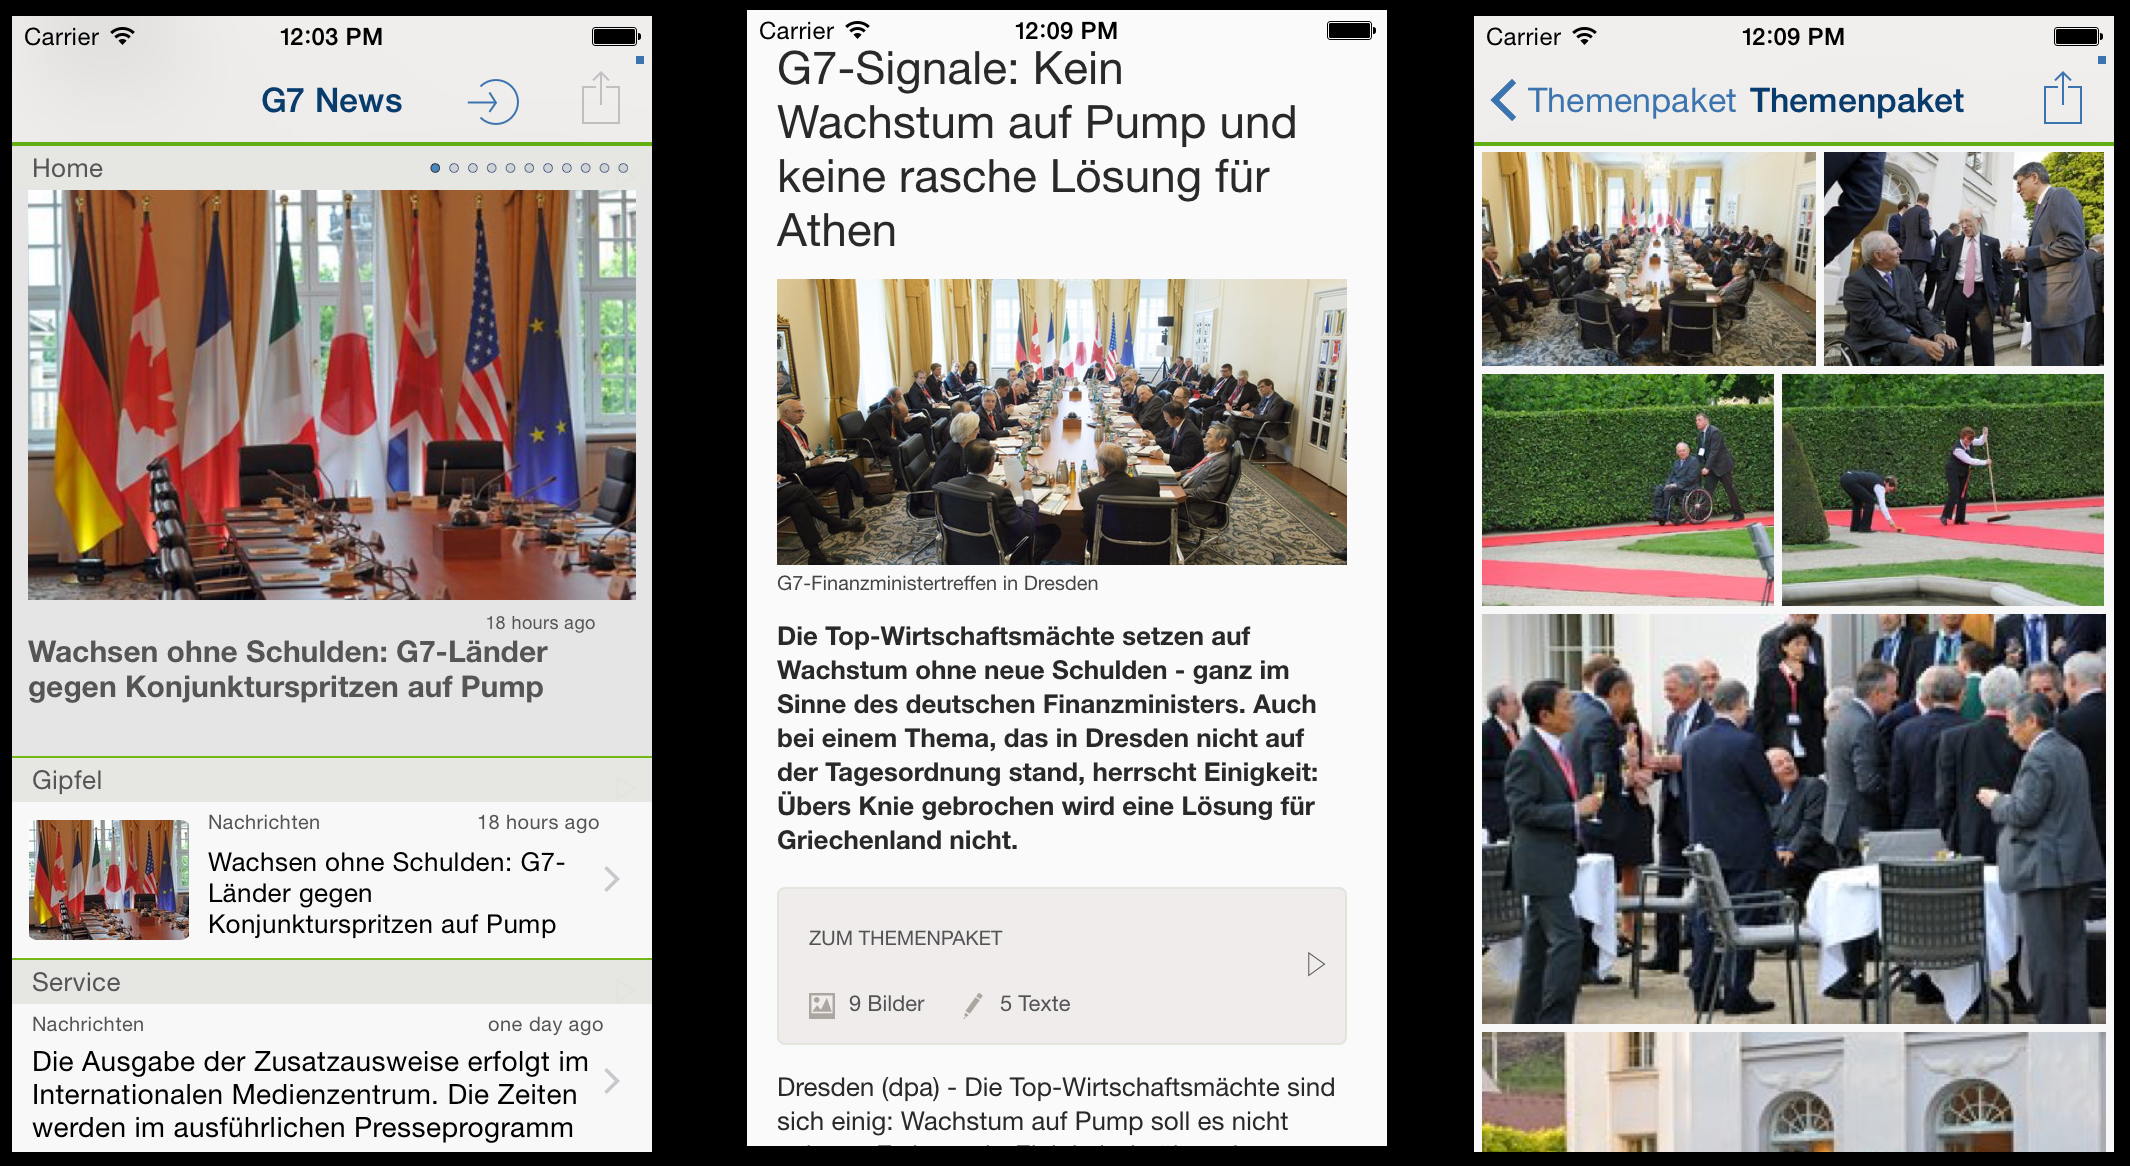 Carrier 12:03 PM
G7 News
Home
18 hours ago
Wachsen ohne Schulden: G7-Länder
gegen Konjunkturspritzen auf Pump
Gipfel
Nachrichten 18 hours ago
Wachsen ohne Schulden: G7-
Länder gegen
Konjunkturspritzen auf Pump
Service
Nachrichten one day ago
Die Ausgabe der Zusatzausweise erfolgt im
Internationalen Medienzentrum. Die Zeiten
werden im ausführlichen Presseprogramm
Carrier 12:09 PM
G7-Signale: Kein
Wachstum auf Pump und
keine rasche Lösung für
Athen
G7-Finanzministertreffen in Dresden
Die Top-Wirtschaftsmächte setzen auf
Wachstum ohne neue Schulden - ganz im
Sinne des deutschen Finanzministers. Auch
bei einem Thema, das in Dresden nicht auf
der Tagesordnung stand, herrscht Einigkeit:
Übers Knie gebrochen wird eine Lösung für
Griechenland nicht.
ZUM THEMENPAKET
9 Bilder 5 Texte
Dresden (dpa) - Die Top-Wirtschaftsmächte sind
sich einig: Wachstum auf Pump soll es nicht
Carrier 12:09 PM
Themenpaket Themenpaket